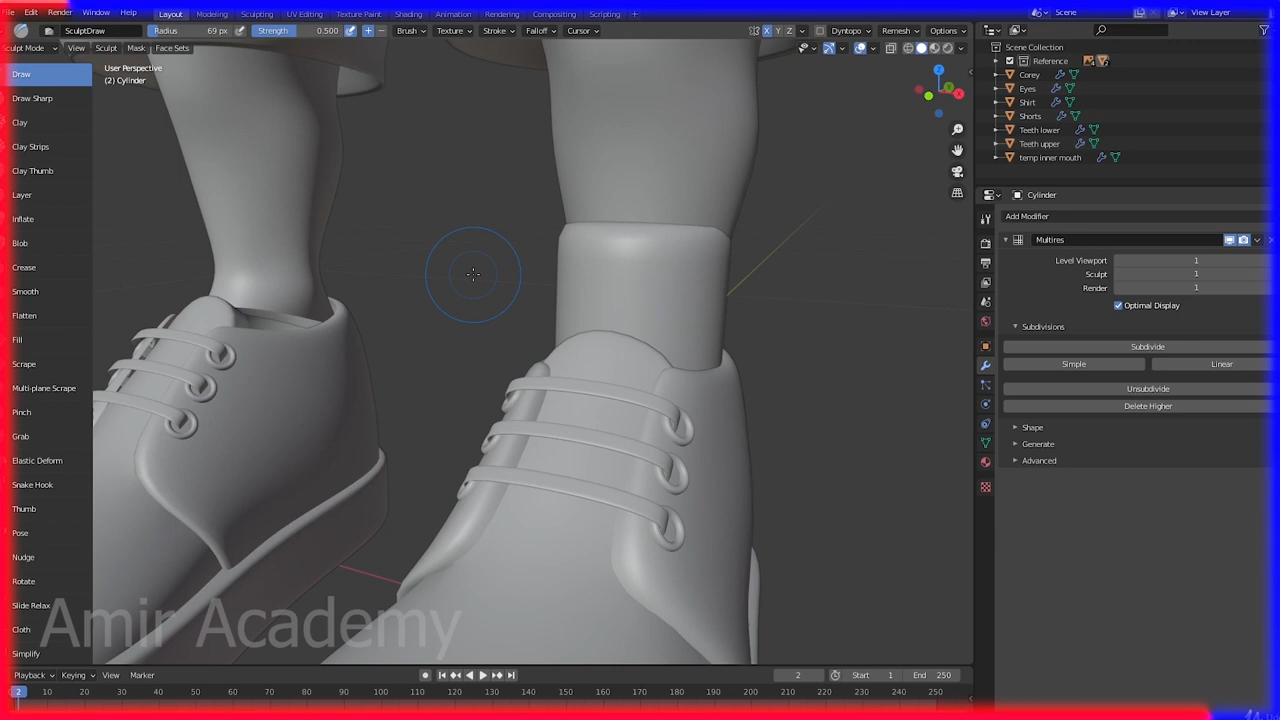 File Edit Render Window Help Layout Modeling Sculpting UV Editing Texture Paint Shading Animation Rendering Compositing Scripting + Scene View Layer
SculptDraw Radius 69 px Strength 0.500 + − Brush Texture Stroke Falloff Cursor X Y Z Dyntopo Remesh Options
Sculpt Mode View Sculpt Mask Face Sets
User Perspective
(2) Cylinder
Draw
Draw Sharp
Clay
Clay Strips
Clay Thumb
Layer
Inflate
Blob
Crease
Smooth
Flatten
Fill
Scrape
Multi-plane Scrape
Pinch
Grab
Elastic Deform
Snake Hook
Thumb
Pose
Nudge
Rotate
Slide Relax
Cloth
Simplify
Z
X
Scene Collection
Reference
Corey
Eyes
Shirt
Shorts
Teeth lower
Teeth upper
temp inner mouth
Cylinder
Add Modifier
Multires
Level Viewport 1
Sculpt 1
Render 1
Optimal Display
Subdivisions
Subdivide
Simple Linear
Unsubdivide
Delete Higher
Shape
Generate
Advanced
Amir Academy
Playback Keying View Marker 2 Start 1 End 250
2 10 20 30 40 50 60 70 80 90 100 110 120 130 140 150 160 170 180 190 200 210 220 230 240 250